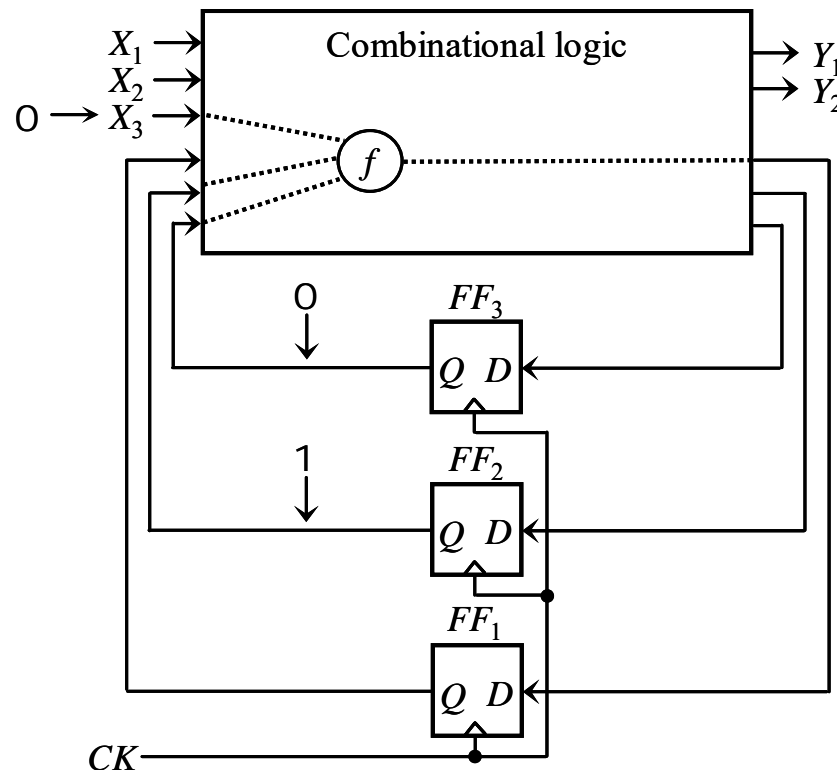 Combinational logic
X₁
X₂
0 X₃
Y₁
Y₂
f
0
FF₃
Q D
1
FF₂
Q D
FF₁
Q D
CK